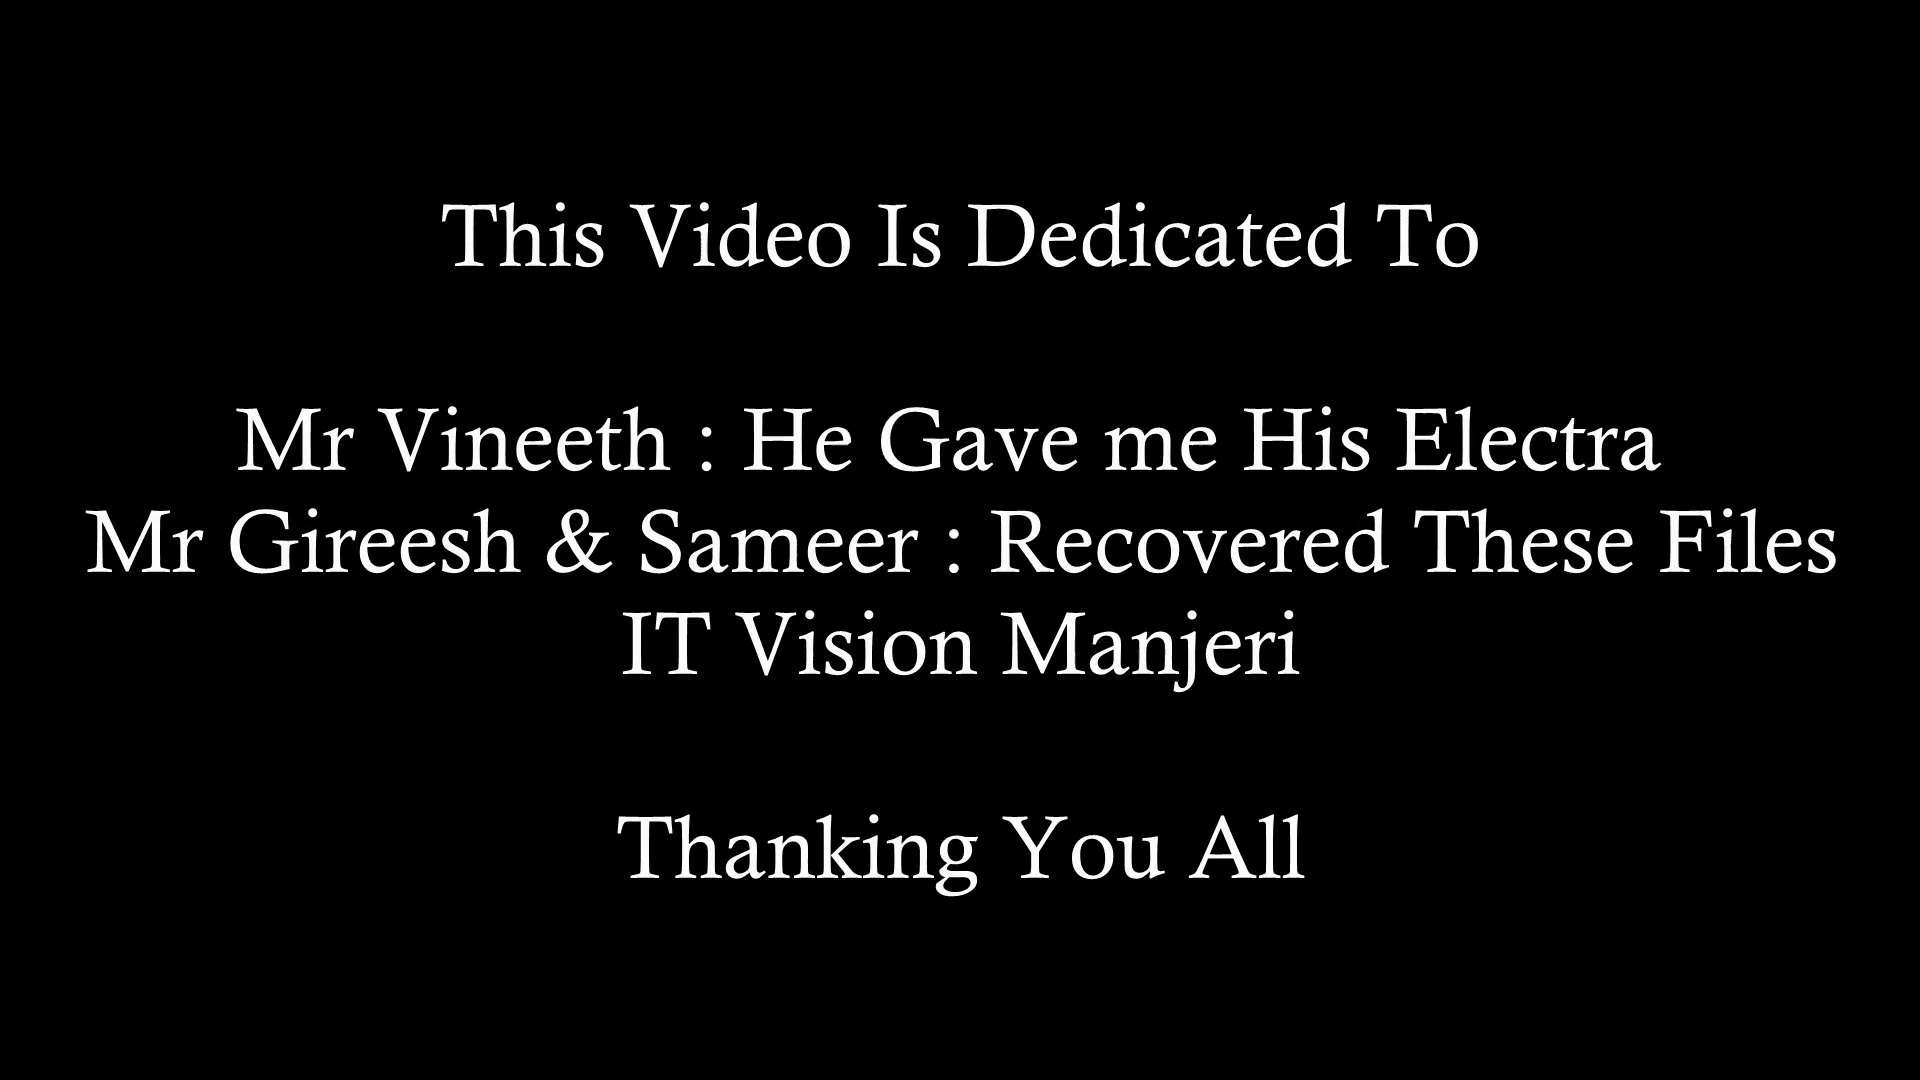 This Video Is Dedicated To
Mr Vineeth : He Gave me His Electra
Mr Gireesh & Sameer : Recovered These Files
IT Vision Manjeri
Thanking You All